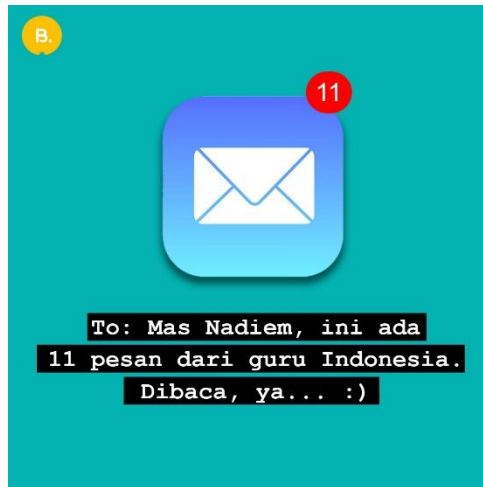 B.
11
To: Mas Nadiem, ini ada
11 pesan dari guru Indonesia.
Dibaca, ya... :)